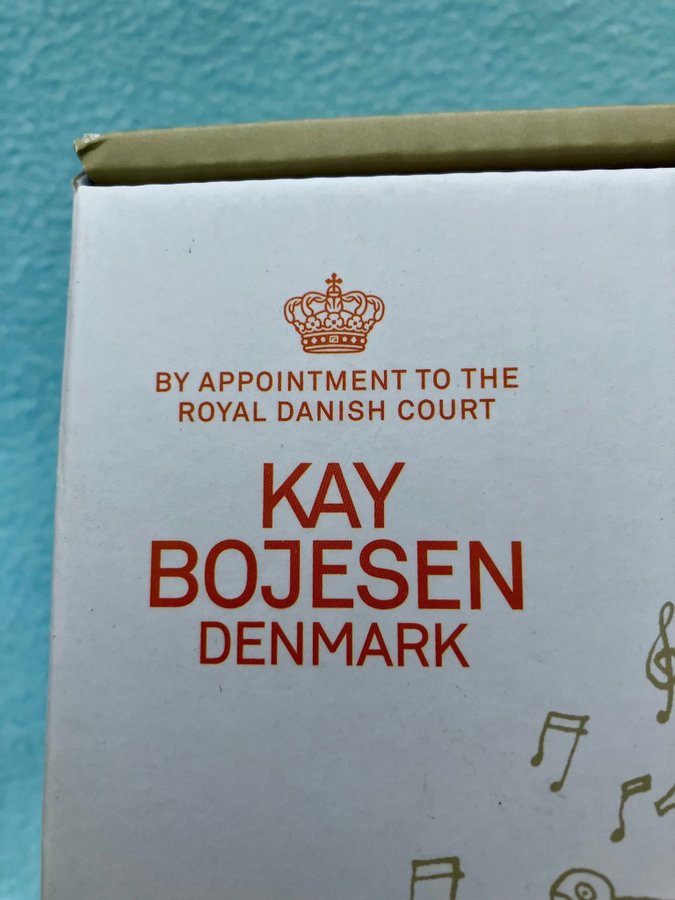 BY APPOINTMENT TO THE
ROYAL DANISH COURT
KAY
BOJESEN
DENMARK